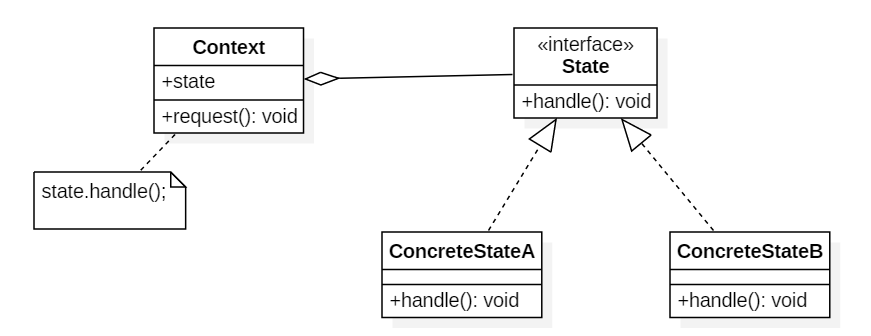 Context
+state
+request(): void
state.handle();
«interface»
State
+handle(): void
ConcreteStateA
+handle(): void
ConcreteStateB
+handle(): void